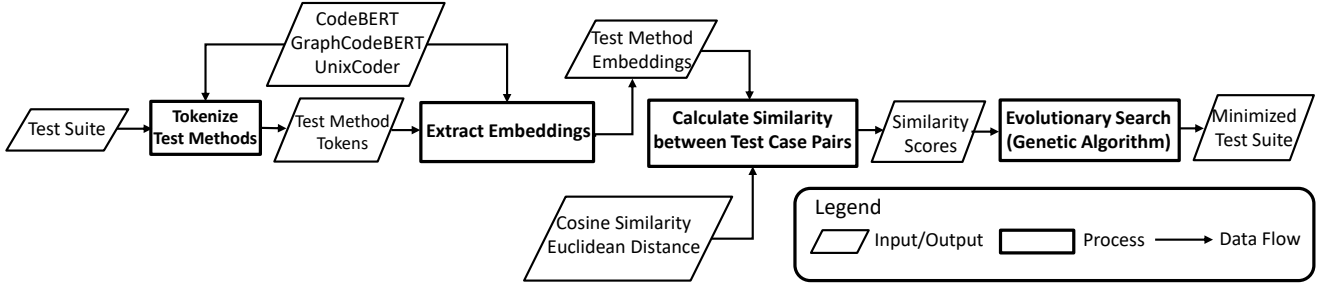 CodeBERT
GraphCodeBERT
UnixCoder
Test Suite
Tokenize
Test Methods
Test Method
Tokens
Extract Embeddings
Test Method
Embeddings
Calculate Similarity
between Test Case Pairs
Cosine Similarity
Euclidean Distance
Similarity
Scores
Evolutionary Search
(Genetic Algorithm)
Minimized
Test Suite
Legend
Input/Output
Process
Data Flow